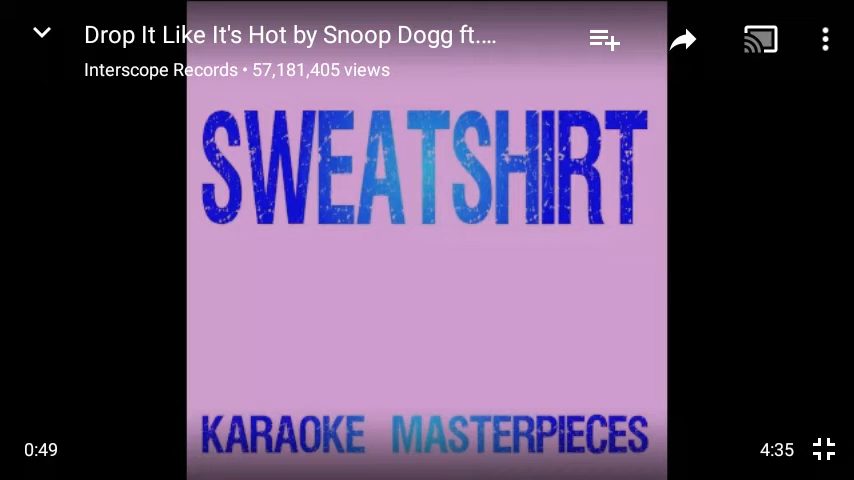 Drop It Like It's Hot by Snoop Dogg ft....
Interscope Records • 57,181,405 views
SWEATSHIRT
KARAOKE MASTERPIECES
0:49
4:35